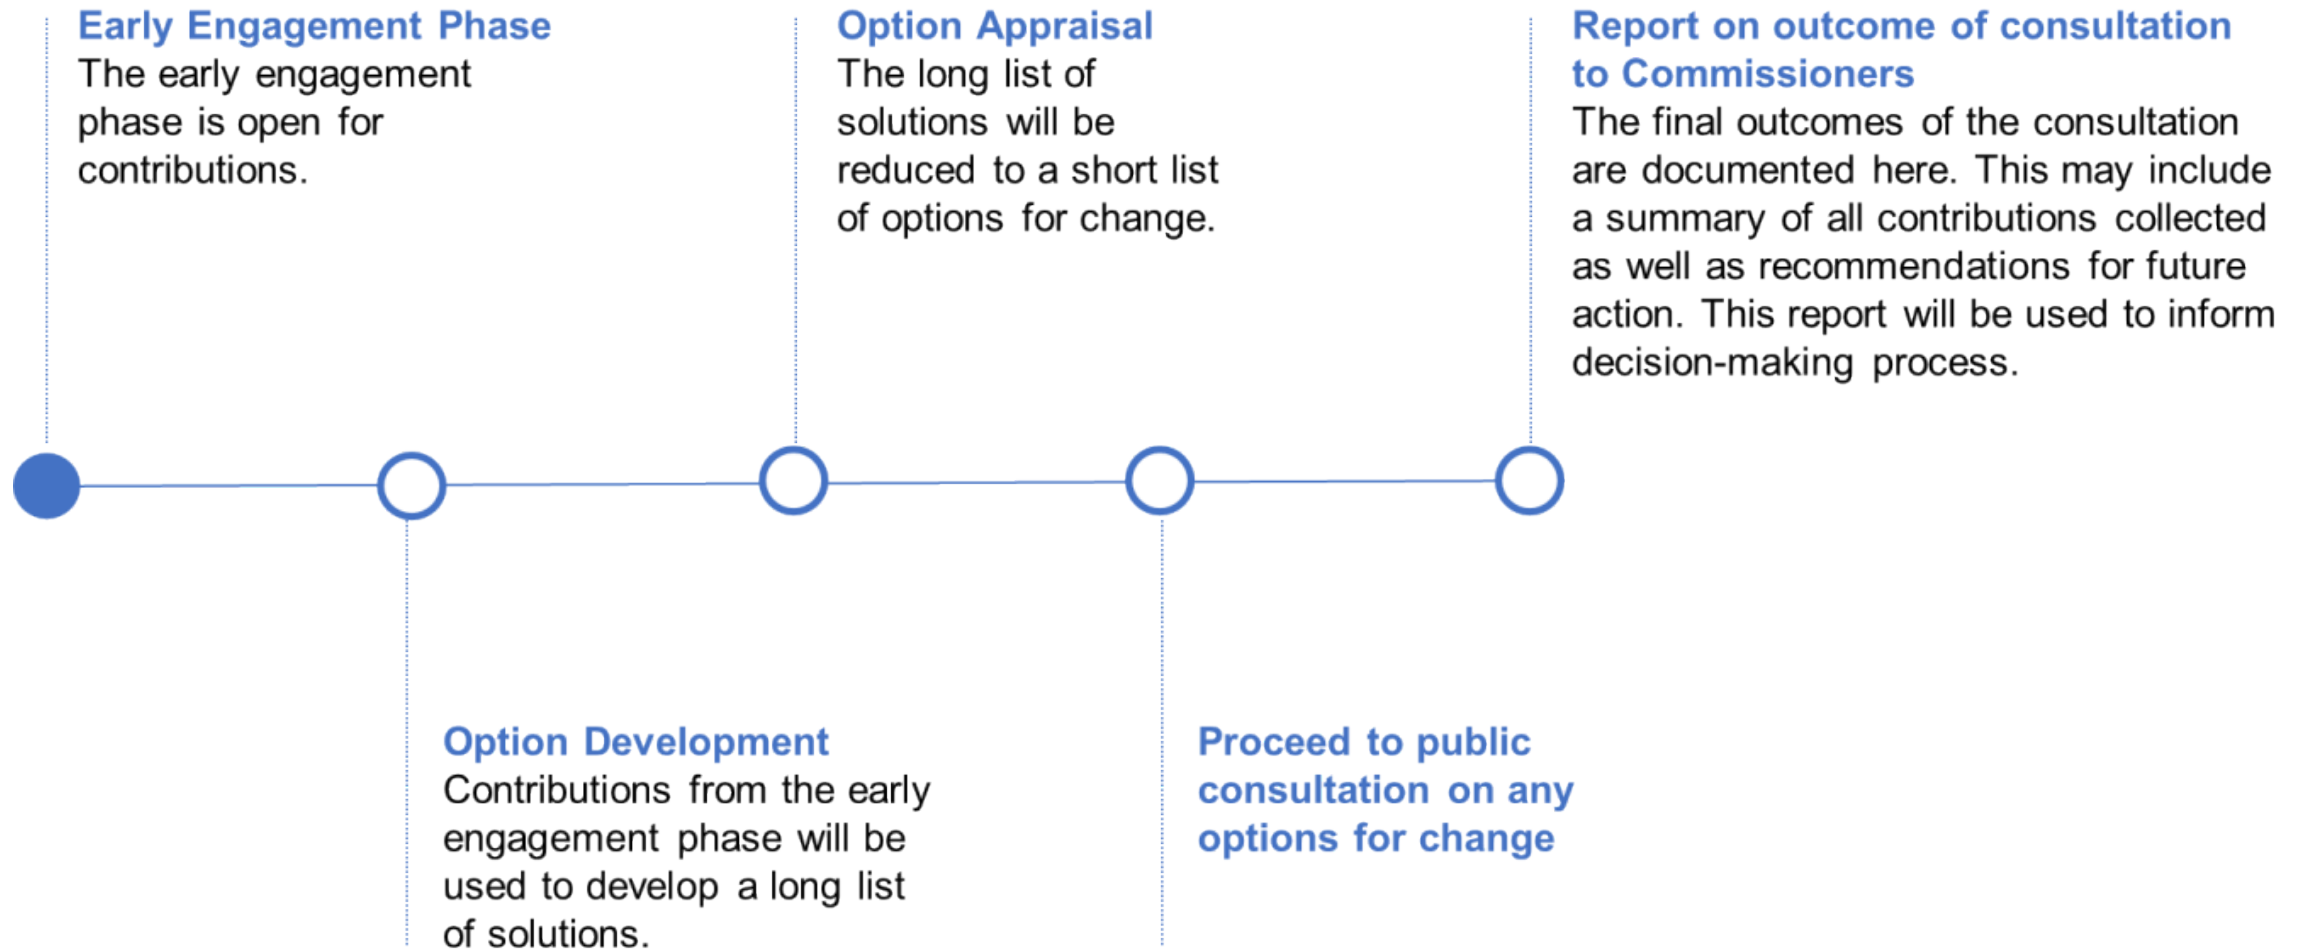 Early Engagement Phase
The early engagement
phase is open for
contributions.
Option Appraisal
The long list of
solutions will be
reduced to a short list
of options for change.
Report on outcome of consultation
to Commissioners
The final outcomes of the consultation
are documented here. This may include
a summary of all contributions collected
as well as recommendations for future
action. This report will be used to inform
decision-making process.
Option Development
Contributions from the early
engagement phase will be
used to develop a long list
of solutions.
Proceed to public
consultation on any
options for change